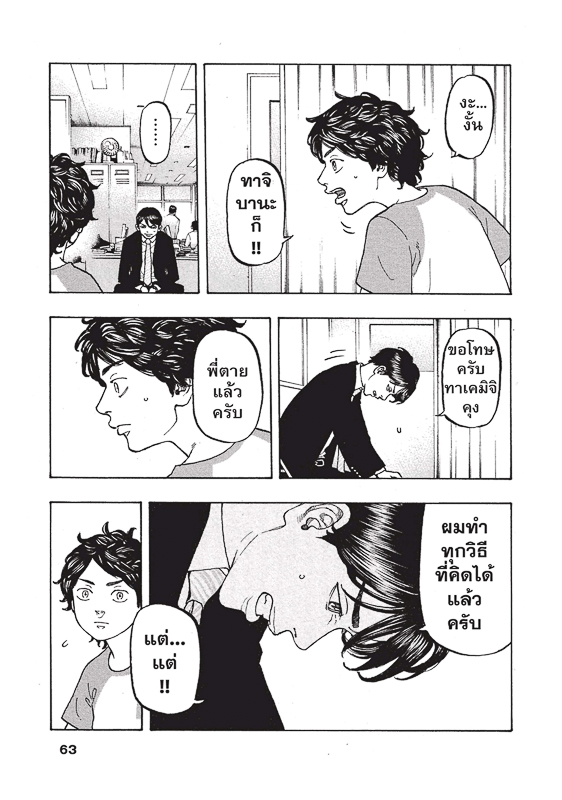 งะ...
งั้น
ทาจิ
บานะ
ก็
!!
......
ขอโทษ
ครับ
ทาเคมิจิ
คุง
พี่ตาย
แล้ว
ครับ
ผมทำ
ทุกวิธี
ที่คิดได้
แล้ว
ครับ
แต่...
แต่
!!
63